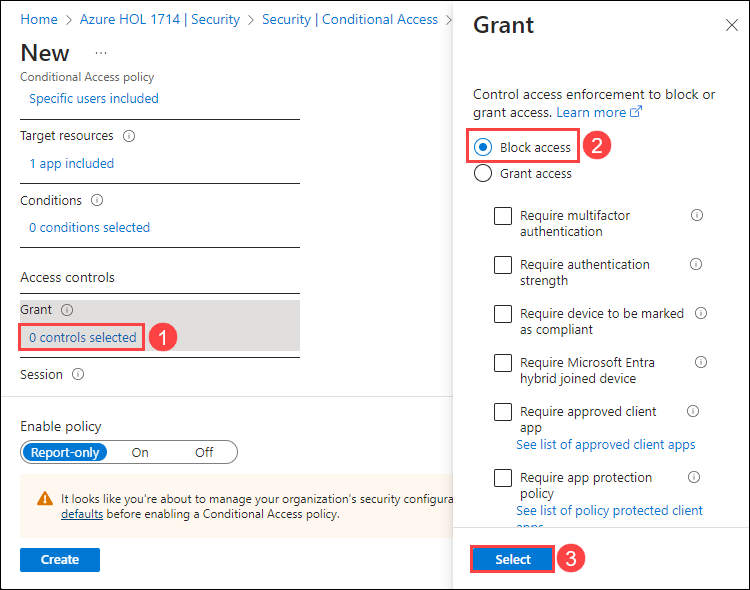 Home > Azure HOL 1714 | Security > Security | Conditional Access >
New ...
Conditional Access policy
Specific users included
Target resources
1 app included
Conditions
0 conditions selected
Access controls
Grant
0 controls selected
1
Session
Enable policy
Report-only On Off
It looks like you're about to manage your organization's security configura
defaults before enabling a Conditional Access policy.
Create
Grant
Control access enforcement to block or
grant access. Learn more
Block access
2
Grant access
Require multifactor
authentication
Require authentication
strength
Require device to be marked
as compliant
Require Microsoft Entra
hybrid joined device
Require approved client
app
See list of approved client apps
Require app protection
policy
See list of policy protected client
apps
Select
3